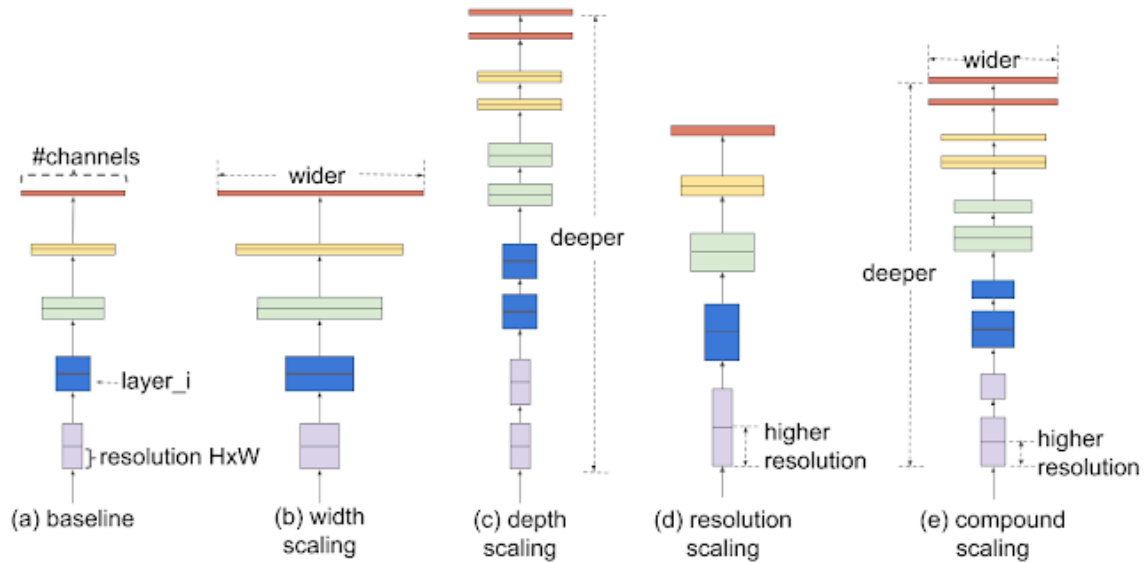 #channels
layer_i
resolution HxW
(a) baseline
wider
(b) width
scaling
deeper
(c) depth
scaling
higher
resolution
(d) resolution
scaling
wider
deeper
higher
resolution
(e) compound
scaling